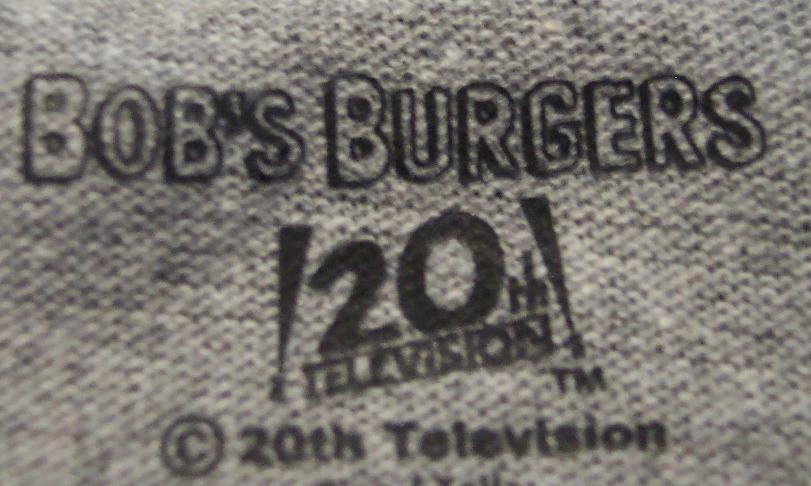 BOB'S BURGERS
20th
TELEVISION
TM
© 20th Television